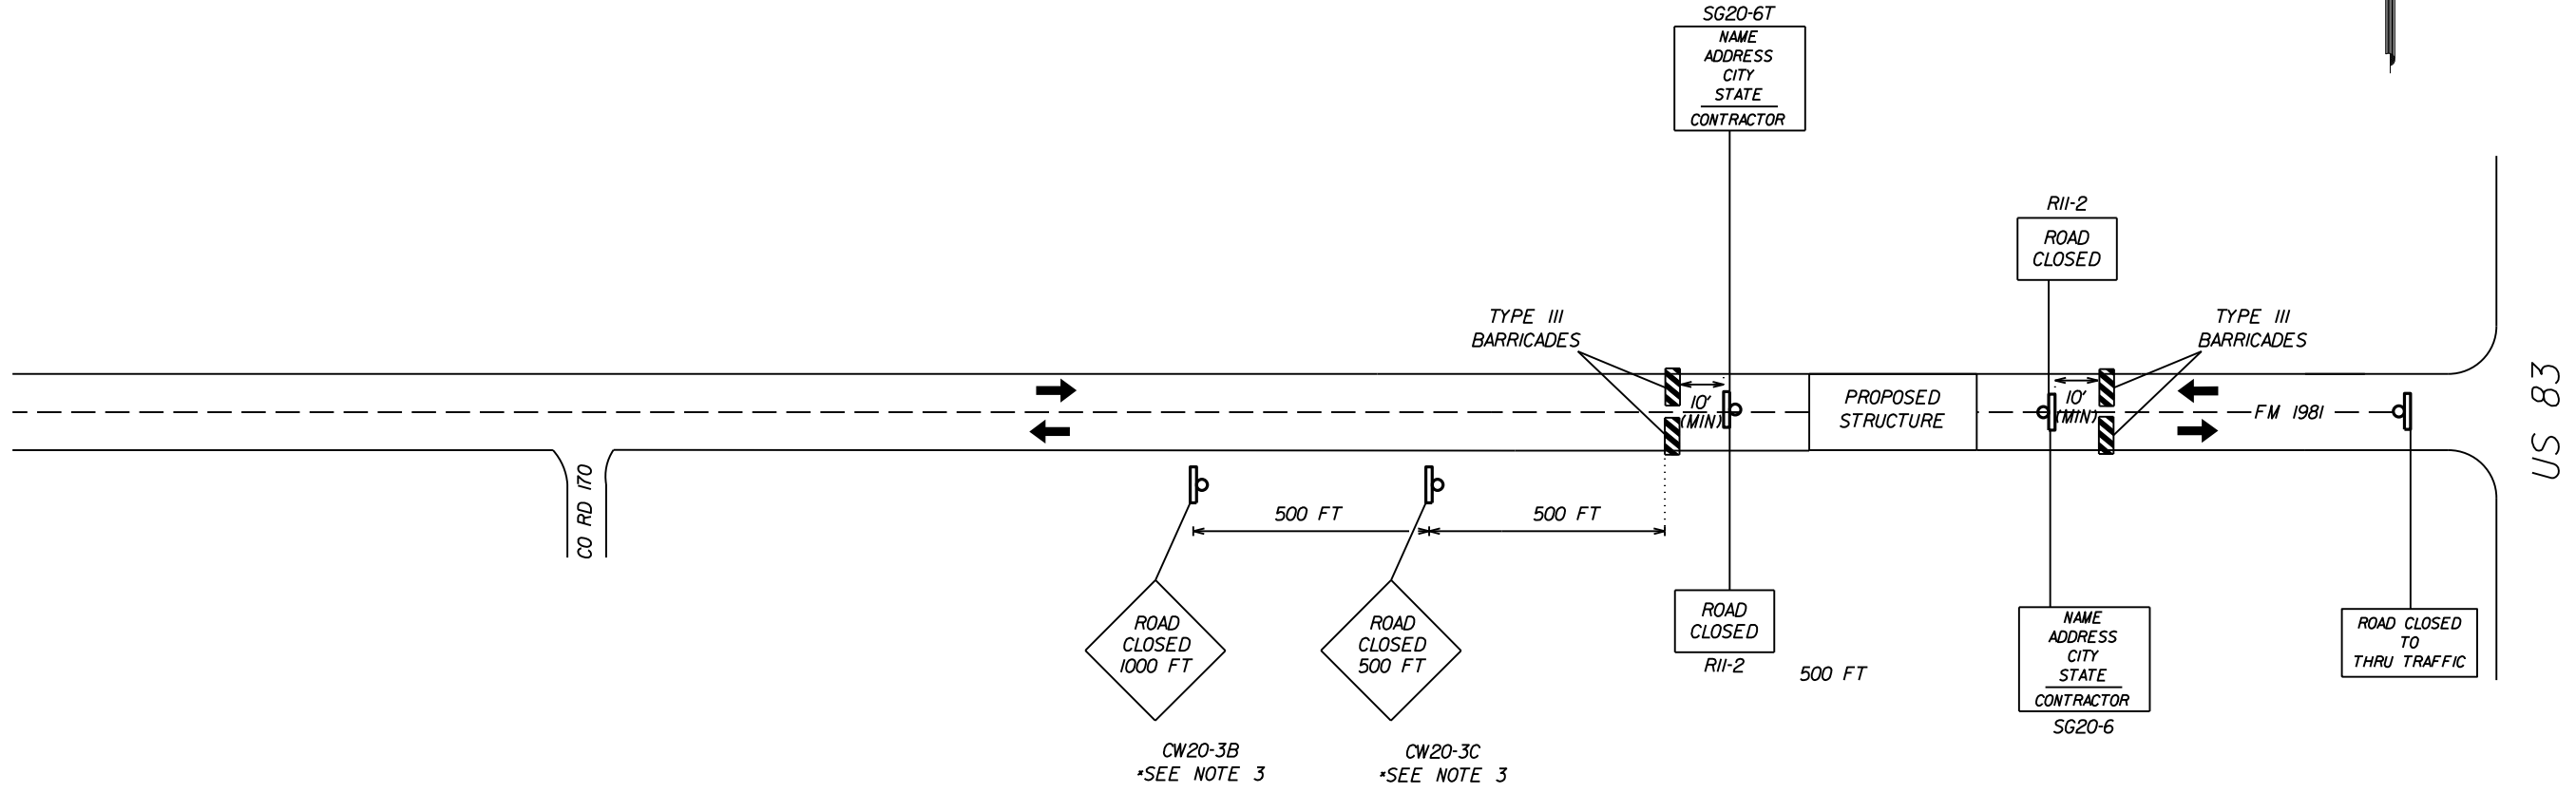 SG20-6T
NAME
ADDRESS
CITY
STATE
CONTRACTOR
R11-2
ROAD
CLOSED
TYPE III
BARRICADES
TYPE III
BARRICADES
10'
(MIN)
PROPOSED
STRUCTURE
10'
(MIN)
FM 1981
US 83
CO RD 170
500 FT
500 FT
ROAD
CLOSED
1000 FT
CW20-3B
*SEE NOTE 3
ROAD
CLOSED
500 FT
CW20-3C
*SEE NOTE 3
ROAD
CLOSED
R11-2
500 FT
NAME
ADDRESS
CITY
STATE
CONTRACTOR
SG20-6
ROAD CLOSED
TO
THRU TRAFFIC